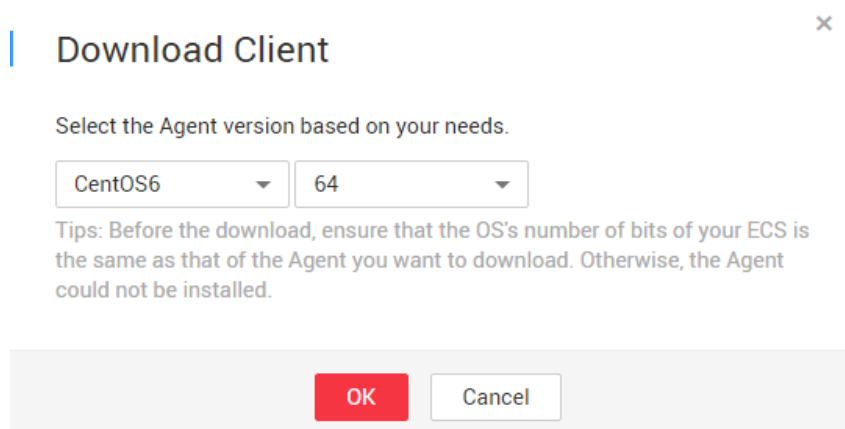 ×
Download Client
Select the Agent version based on your needs.
CentOS6 64
Tips: Before the download, ensure that the OS's number of bits of your ECS is
the same as that of the Agent you want to download. Otherwise, the Agent
could not be installed.
OK Cancel